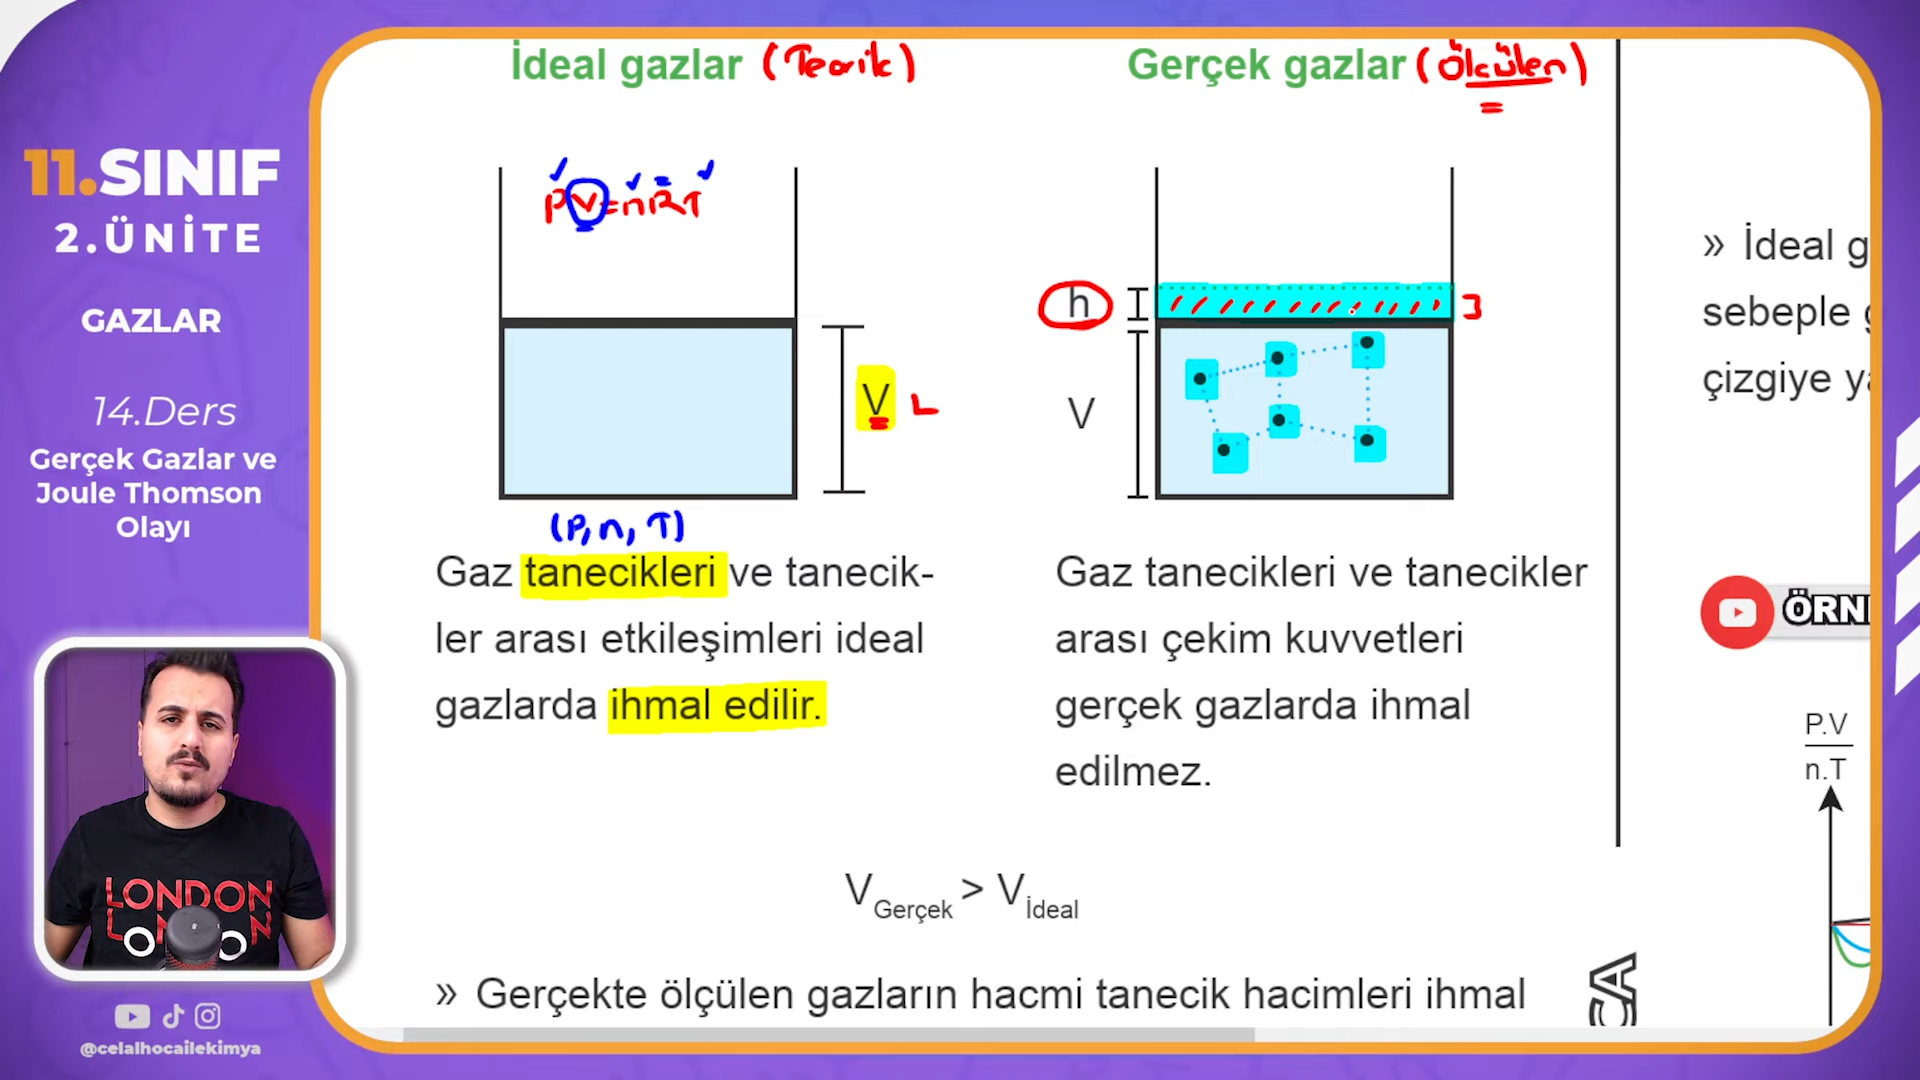 11.SINIF
2.ÜNİTE
GAZLAR
14.Ders
Gerçek Gazlar ve
Joule Thomson
Olayı
LONDON
@celalhocailekimya
İdeal gazlar (Teorik)
PV=nRT
V L
(P, n, T)
Gaz tanecikleri ve tanecik-
ler arası etkileşimleri ideal
gazlarda ihmal edilir.
Gerçek gazlar (Ölçülen)
h
V
Gaz tanecikleri ve tanecikler
arası çekim kuvvetleri
gerçek gazlarda ihmal
edilmez.
VGerçek > Vİdeal
» Gerçekte ölçülen gazların hacmi tanecik hacimleri ihmal
» İdeal g
sebeple
çizgiye ya
ÖRN
P.V
n.T